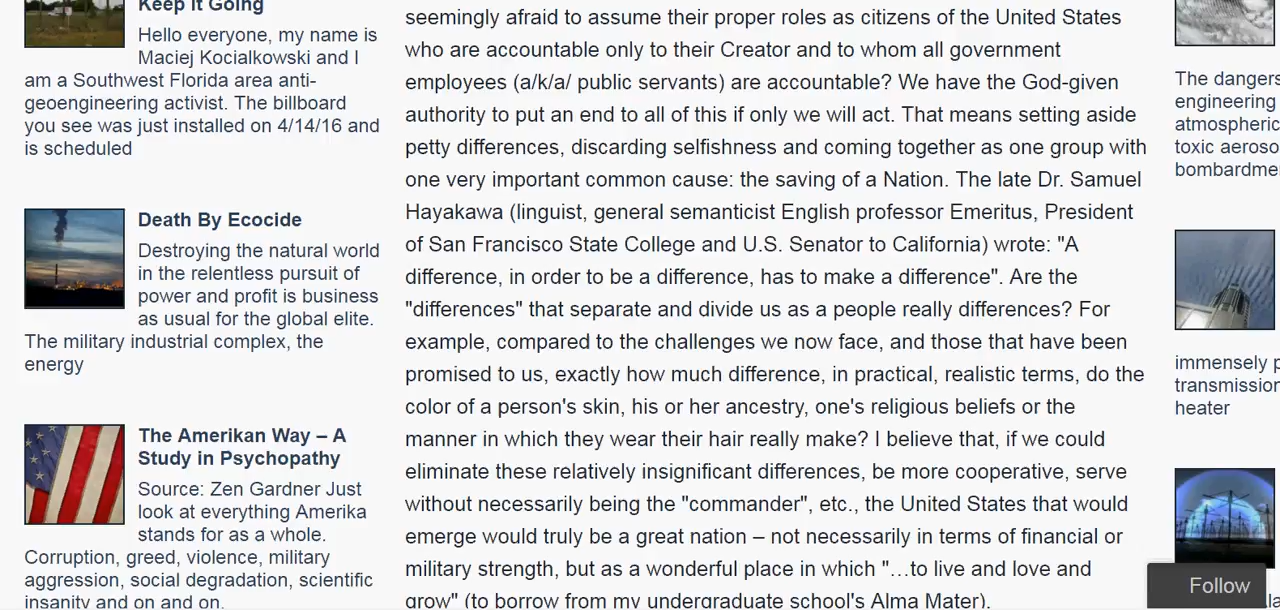 Keep It Going
Hello everyone, my name is
Maciej Kocialkowski and I
am a Southwest Florida area anti-
geoengineering activist. The billboard
you see was just installed on 4/14/16 and
is scheduled
Death By Ecocide
Destroying the natural world
in the relentless pursuit of
power and profit is business
as usual for the global elite.
The military industrial complex, the
energy
The Amerikan Way – A
Study in Psychopathy
Source: Zen Gardner Just
look at everything Amerika
stands for as a whole.
Corruption, greed, violence, military
aggression, social degradation, scientific
insanity and on and on.
seemingly afraid to assume their proper roles as citizens of the United States
who are accountable only to their Creator and to whom all government
employees (a/k/a/ public servants) are accountable? We have the God-given
authority to put an end to all of this if only we will act. That means setting aside
petty differences, discarding selfishness and coming together as one group with
one very important common cause: the saving of a Nation. The late Dr. Samuel
Hayakawa (linguist, general semanticist English professor Emeritus, President
of San Francisco State College and U.S. Senator to California) wrote: "A
difference, in order to be a difference, has to make a difference". Are the
"differences" that separate and divide us as a people really differences? For
example, compared to the challenges we now face, and those that have been
promised to us, exactly how much difference, in practical, realistic terms, do the
color of a person's skin, his or her ancestry, one's religious beliefs or the
manner in which they wear their hair really make? I believe that, if we could
eliminate these relatively insignificant differences, be more cooperative, serve
without necessarily being the "commander", etc., the United States that would
emerge would truly be a great nation – not necessarily in terms of financial or
military strength, but as a wonderful place in which "…to live and love and
grow" (to borrow from my undergraduate school's Alma Mater).
The dangers
engineering
atmospheric
toxic aeroso
bombardme
immensely p
transmission
heater
Follow